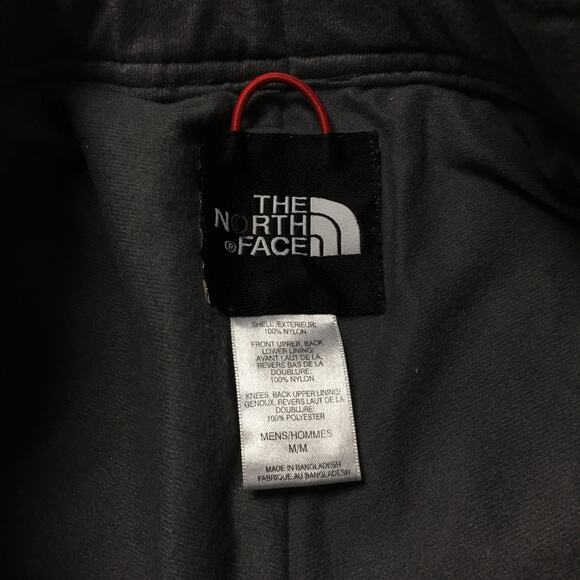 THE
NORTH
® FACE
SHELL /EXTERIEUR:
100% NYLON
FRONT UPPER, BACK
LOWER LINING/
AVANT LAUT DE LA,
REVERS BAS DE LA
DOUBLURE:
100% NYLON
KNEES, BACK UPPER LINING/
GENOUX, REVERS LAUT DE
DOUBLURE:
100% POLYESTER
MENS/HOMMES
M/M
MADE IN BANGLADESH
FABRIQUE AU BANGLADESH